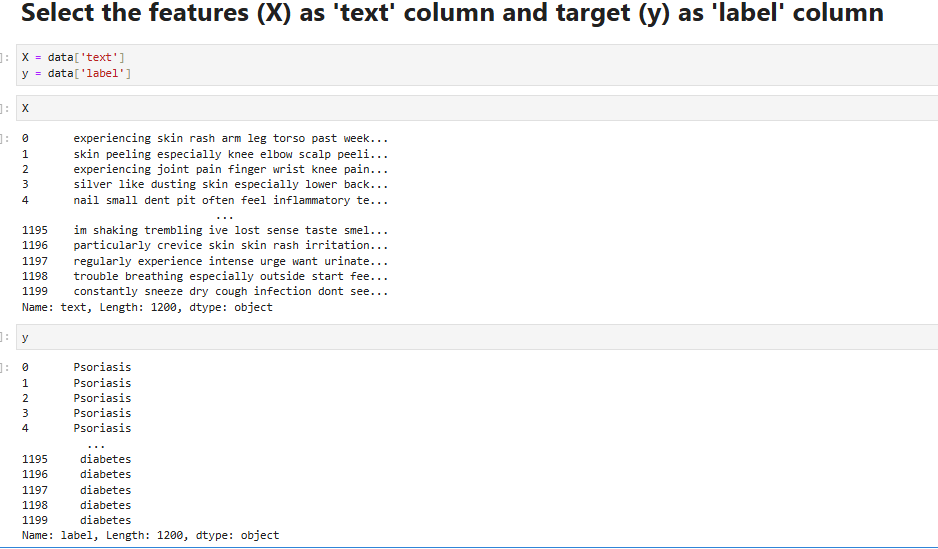 Select the features (X) as 'text' column and target (y) as 'label' column
]: X = data['text']
y = data['label']
]: X
]: 0 experiencing skin rash arm leg torso past week...
1 skin peeling especially knee elbow scalp peeli...
2 experiencing joint pain finger wrist knee pain...
3 silver like dusting skin especially lower back...
4 nail small dent pit often feel inflammatory te...
...
1195 im shaking trembling ive lost sense taste smel...
1196 particularly crevice skin skin rash irritation...
1197 regularly experience intense urge want urinate...
1198 trouble breathing especially outside start fee...
1199 constantly sneeze dry cough infection dont see...
Name: text, Length: 1200, dtype: object
]: y
]: 0 Psoriasis
1 Psoriasis
2 Psoriasis
3 Psoriasis
4 Psoriasis
...
1195 diabetes
1196 diabetes
1197 diabetes
1198 diabetes
1199 diabetes
Name: label, Length: 1200, dtype: object